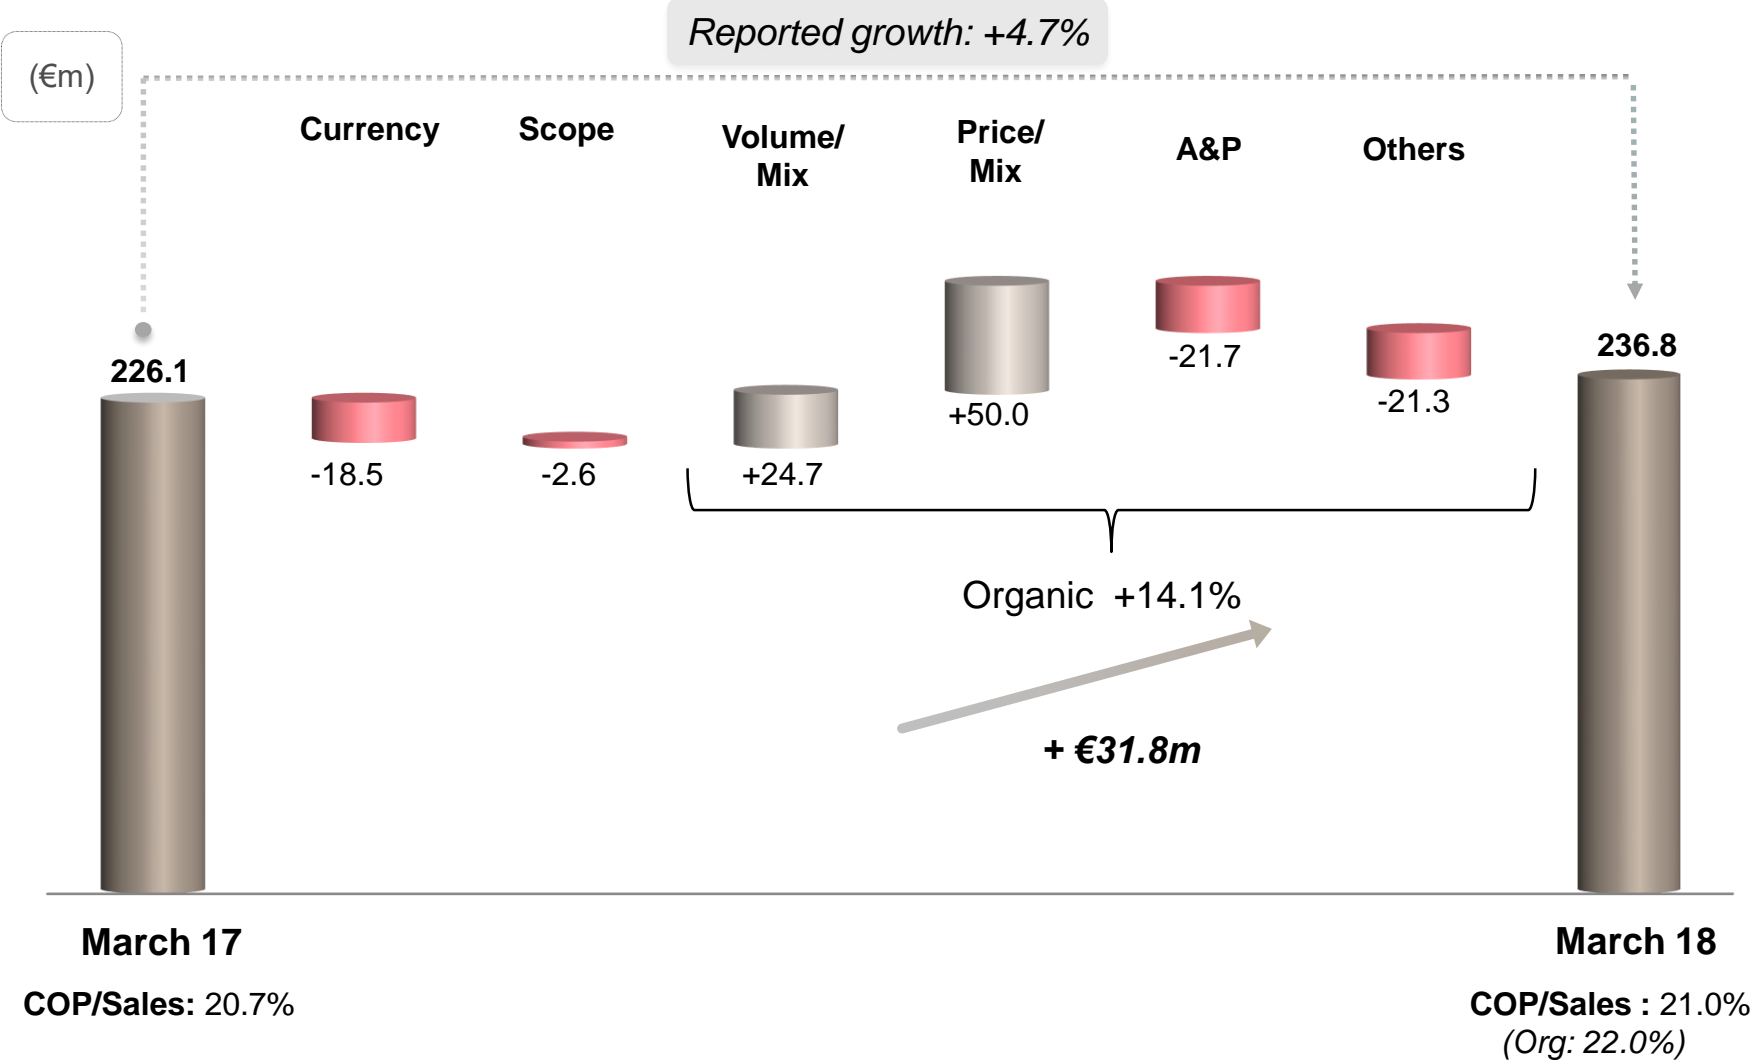 Reported growth: +4.7%
(€m)
Currency
Scope
Volume/
Mix
Price/
Mix
A&P
Others
226.1
-18.5
-2.6
+24.7
+50.0
-21.7
-21.3
236.8
Organic +14.1%
+ €31.8m
March 17
March 18
COP/Sales: 20.7%
COP/Sales : 21.0%
(Org: 22.0%)